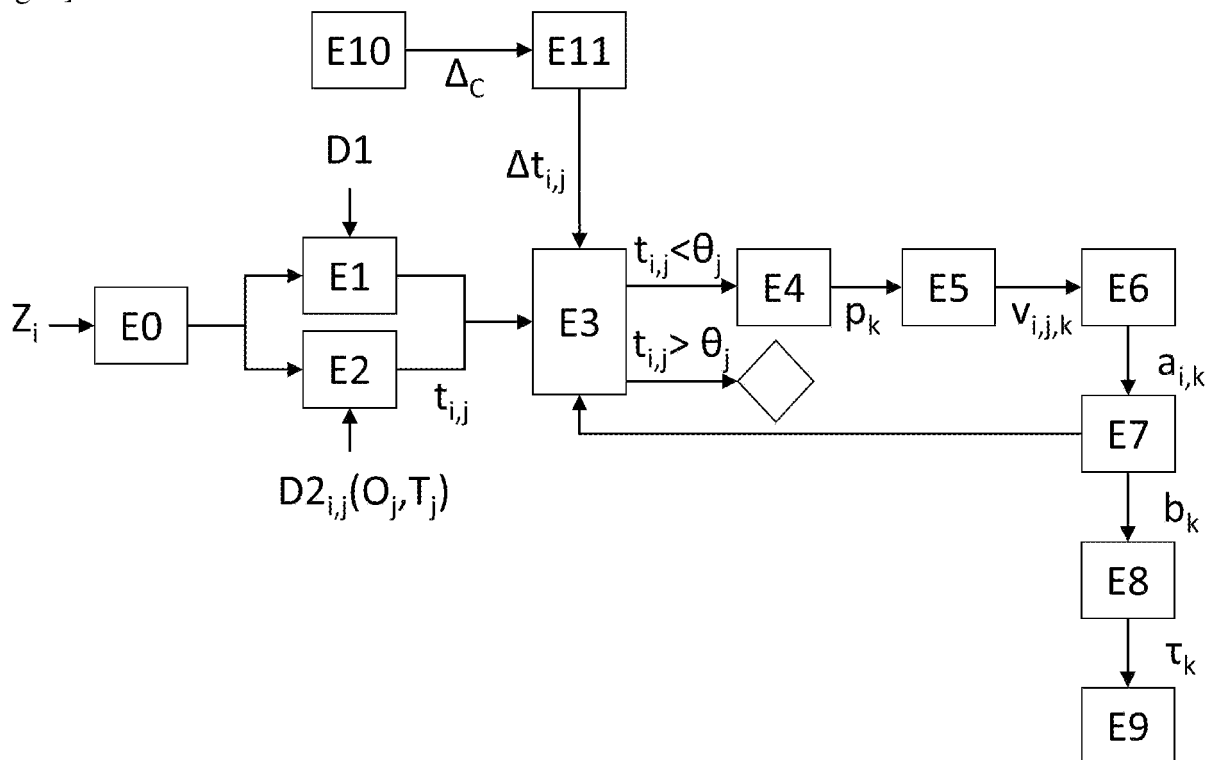 E10
E11
Δ_C
D1
Δt_i,j
E1
t_i,j<θ_j
E4
E5
E6
Z_i
E0
E3
p_k
v_i,j,k
E2
t_i,j> θ_j
t_i,j
a_i,k
E7
D2_i,j(O_j,T_j)
b_k
E8
τ_k
E9